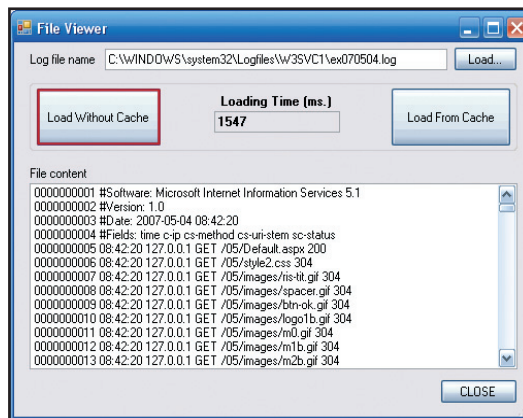 File Viewer
Log file name C:\WINDOWS\system32\Logfiles\W3SVC1\ex070504.log Load...
Load Without Cache
Loading Time (ms.)
1547
Load From Cache
File content
0000000001 #Software: Microsoft Internet Information Services 5.1
0000000002 #Version: 1.0
0000000003 #Date: 2007-05-04 08:42:20
0000000004 #Fields: time c-ip cs-method cs-uri-stem sc-status
0000000005 08:42:20 127.0.0.1 GET /05/Default.aspx 200
0000000006 08:42:20 127.0.0.1 GET /05/style2.css 304
0000000007 08:42:20 127.0.0.1 GET /05/images/ris-tit.gif 304
0000000008 08:42:20 127.0.0.1 GET /05/images/spacer.gif 304
0000000009 08:42:20 127.0.0.1 GET /05/images/btn-ok.gif 304
0000000010 08:42:20 127.0.0.1 GET /05/images/logo1b.gif 304
0000000011 08:42:20 127.0.0.1 GET /05/images/m0.gif 304
0000000012 08:42:20 127.0.0.1 GET /05/images/m1b.gif 304
0000000013 08:42:20 127.0.0.1 GET /05/images/m2b.gif 304
CLOSE